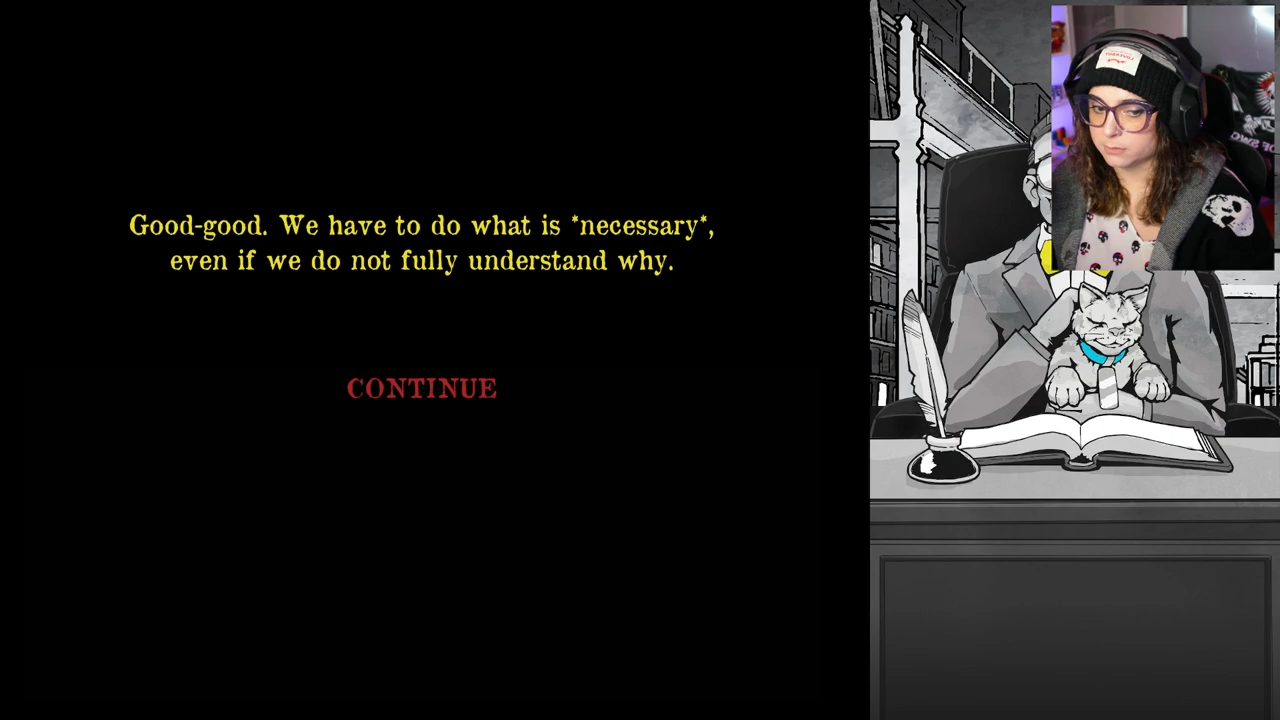 Good-good. We have to do what is *necessary*,
even if we do not fully understand why.
CONTINUE